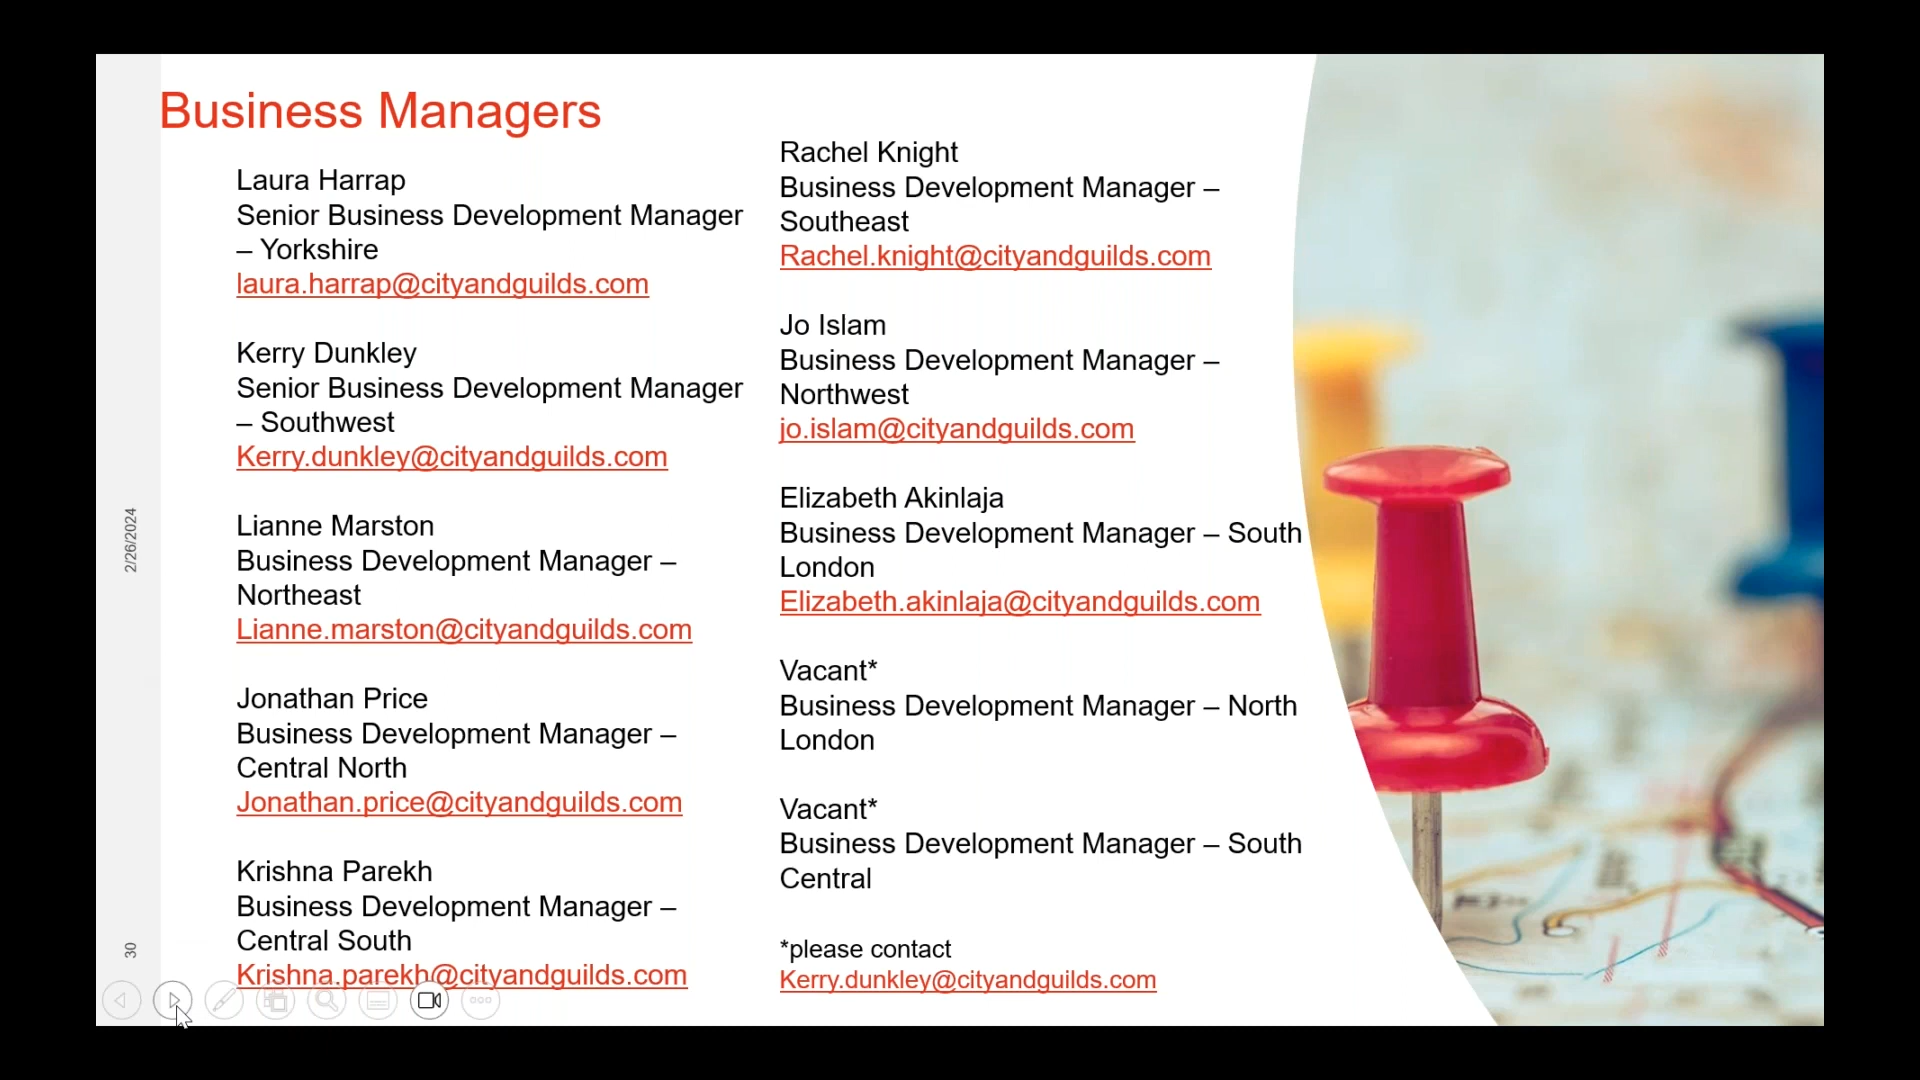 Business Managers
Laura Harrap
Senior Business Development Manager
– Yorkshire
laura.harrap@cityandguilds.com
Kerry Dunkley
Senior Business Development Manager
– Southwest
Kerry.dunkley@cityandguilds.com
Lianne Marston
Business Development Manager –
Northeast
Lianne.marston@cityandguilds.com
Jonathan Price
Business Development Manager –
Central North
Jonathan.price@cityandguilds.com
Krishna Parekh
Business Development Manager –
Central South
Krishna.parekh@cityandguilds.com
Rachel Knight
Business Development Manager –
Southeast
Rachel.knight@cityandguilds.com
Jo Islam
Business Development Manager –
Northwest
jo.islam@cityandguilds.com
Elizabeth Akinlaja
Business Development Manager – South
London
Elizabeth.akinlaja@cityandguilds.com
Vacant*
Business Development Manager – North
London
Vacant*
Business Development Manager – South
Central
*please contact
Kerry.dunkley@cityandguilds.com
2/26/2024
30